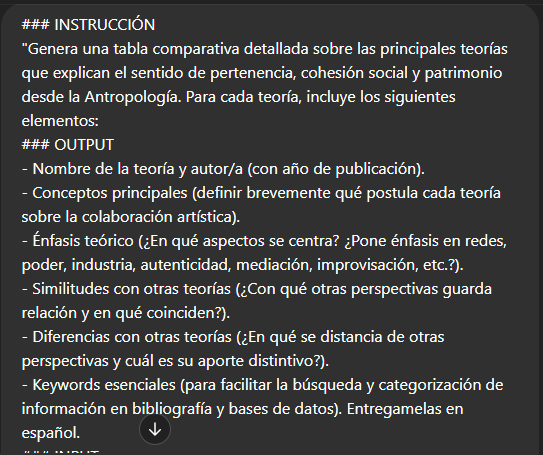 ### INSTRUCCIÓN
"Genera una tabla comparativa detallada sobre las principales teorías
que explican el sentido de pertenencia, cohesión social y patrimonio
desde la Antropología. Para cada teoría, incluye los siguientes
elementos:
### OUTPUT
- Nombre de la teoría y autor/a (con año de publicación).
- Conceptos principales (definir brevemente qué postula cada teoría
sobre la colaboración artística).
- Énfasis teórico (¿En qué aspectos se centra? ¿Pone énfasis en redes,
poder, industria, autenticidad, mediación, improvisación, etc.?).
- Similitudes con otras teorías (¿Con qué otras perspectivas guarda
relación y en qué coinciden?).
- Diferencias con otras teorías (¿En qué se distancia de otras
perspectivas y cuál es su aporte distintivo?).
- Keywords esenciales (para facilitar la búsqueda y categorización de
información en bibliografía y bases de datos). Entregamelas en
español.